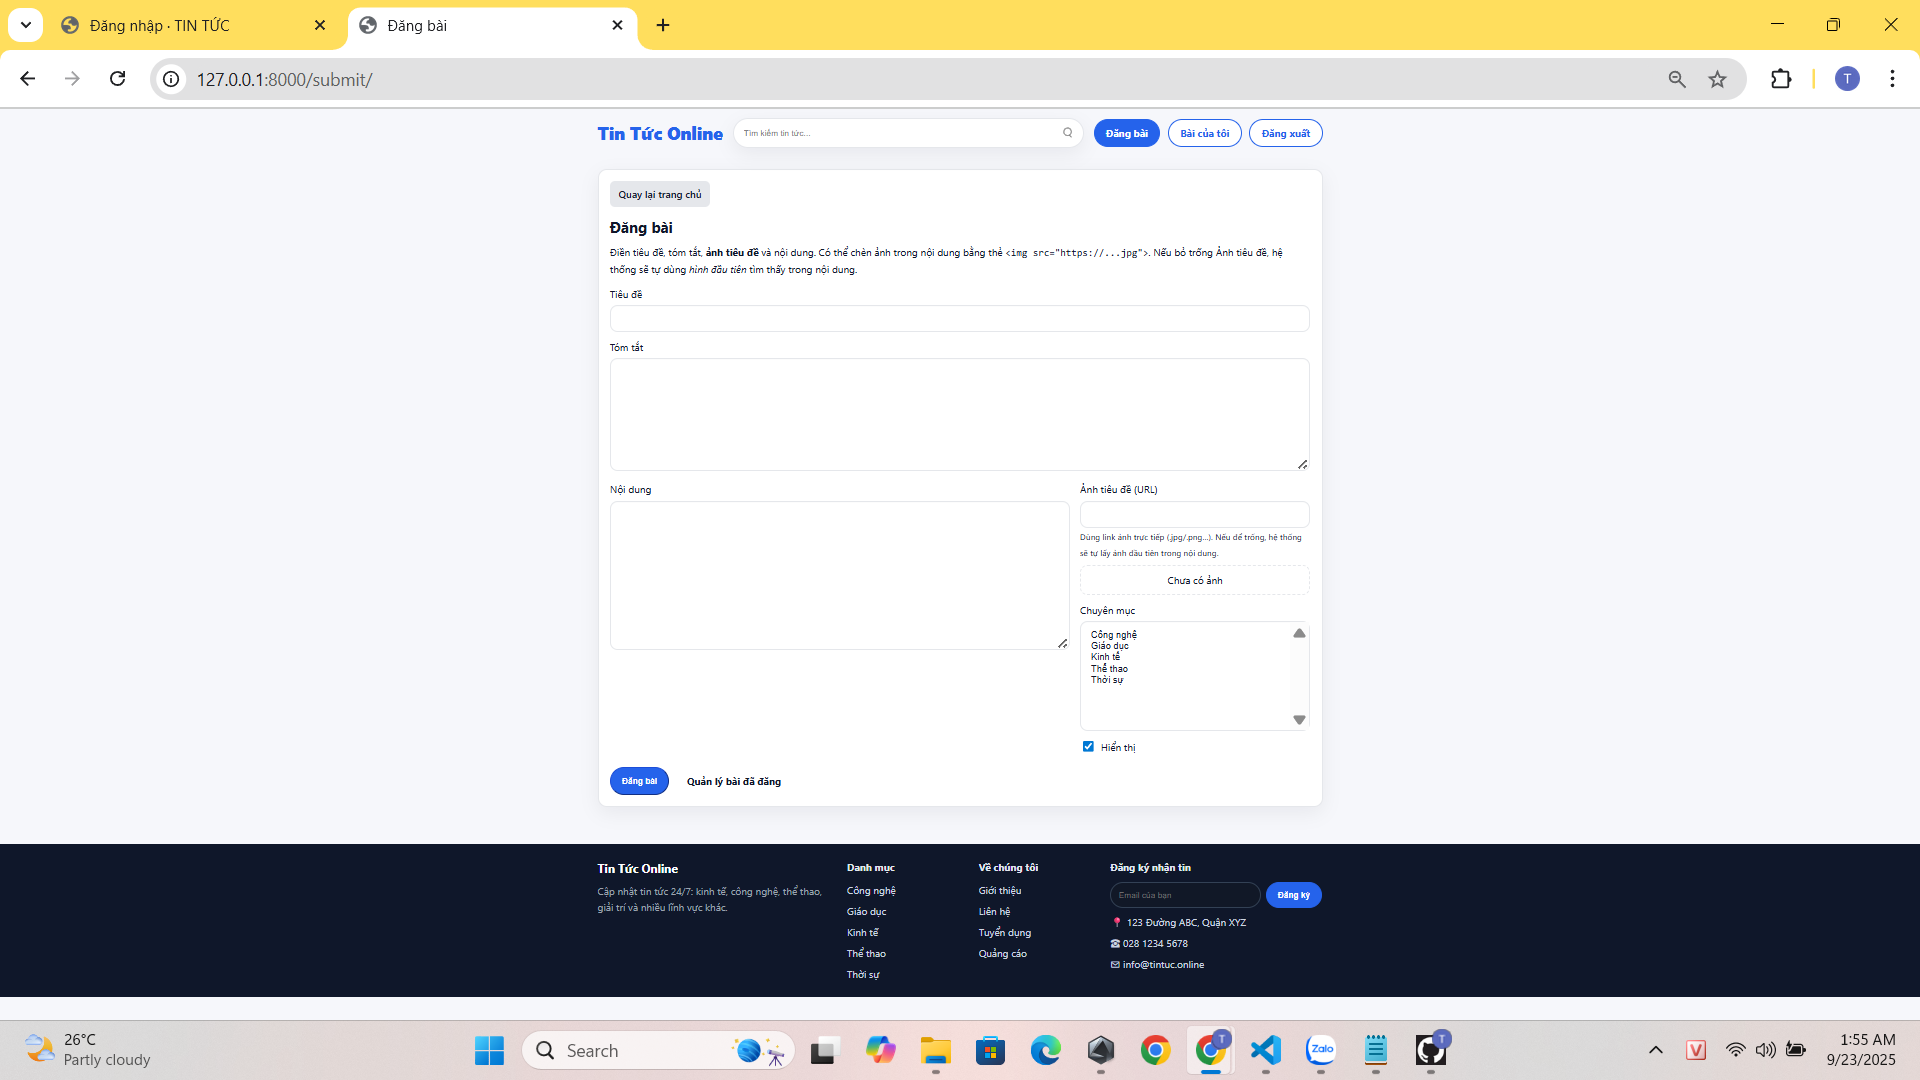 Đăng nhập · TIN TỨC
Đăng bài
127.0.0.1:8000/submit/
T
Tin Tức Online
Tìm kiếm tin tức...
Đăng bài
Bài của tôi
Đăng xuất
Quay lại trang chủ
Đăng bài
Điền tiêu đề, tóm tắt, ảnh tiêu đề và nội dung. Có thể chèn ảnh trong nội dung bằng thẻ <img src="https://...jpg">. Nếu bỏ trống Ảnh tiêu đề, hệ
thống sẽ tự dùng hình đầu tiên tìm thấy trong nội dung.
Tiêu đề
Tóm tắt
Nội dung
Ảnh tiêu đề (URL)
Dùng link ảnh trực tiếp (.jpg/.png...). Nếu để trống, hệ thống
sẽ tự lấy ảnh đầu tiên trong nội dung.
Chưa có ảnh
Chuyên mục
Công nghệ
Giáo dục
Kinh tế
Thể thao
Thời sự
Hiển thị
Đăng bài
Quản lý bài đã đăng
Tin Tức Online
Cập nhật tin tức 24/7: kinh tế, công nghệ, thể thao,
giải trí và nhiều lĩnh vực khác.
Danh mục
Công nghệ
Giáo dục
Kinh tế
Thể thao
Thời sự
Về chúng tôi
Giới thiệu
Liên hệ
Tuyển dụng
Quảng cáo
Đăng ký nhận tin
Email của bạn
Đăng ký
📍 123 Đường ABC, Quận XYZ
☎ 028 1234 5678
✉ info@tintuc.online
26°C
Partly cloudy
Search
T
Zalo
T
V
1:55 AM
9/23/2025